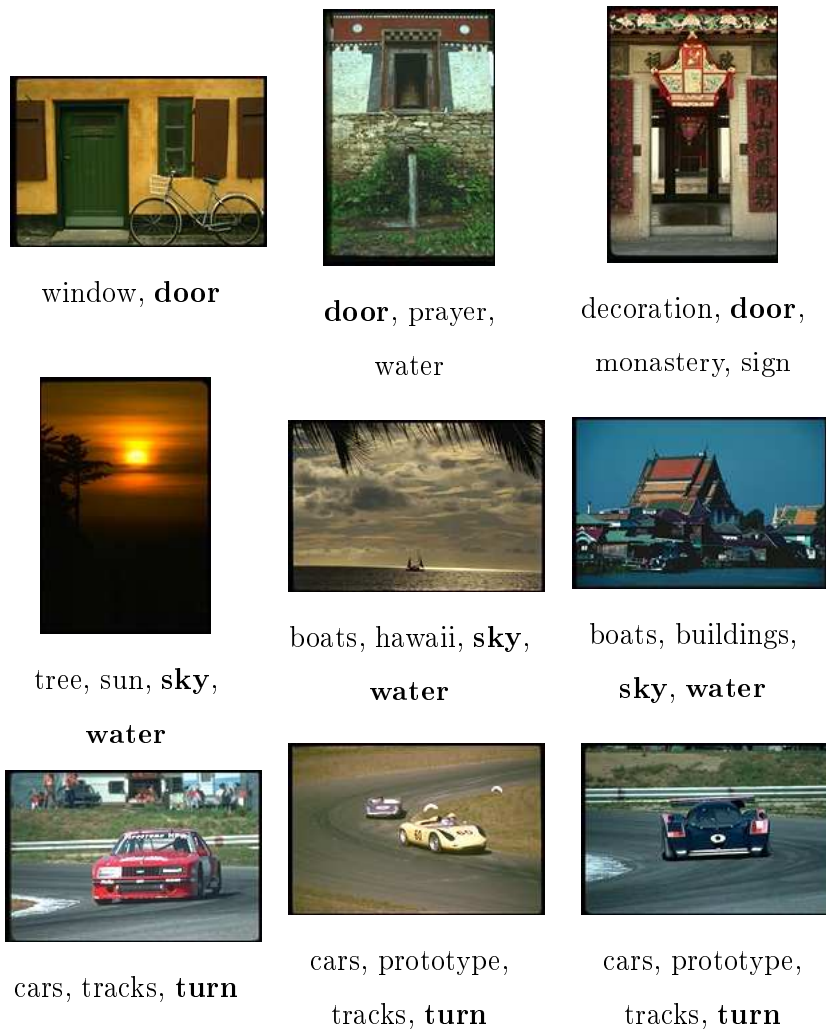 window, door
door, prayer,
water
decoration, door,
monastery, sign
tree, sun, sky,
water
boats, hawaii, sky,
water
boats, buildings,
sky, water
60
cars, tracks, turn
cars, prototype,
tracks, turn
cars, prototype,
tracks, turn